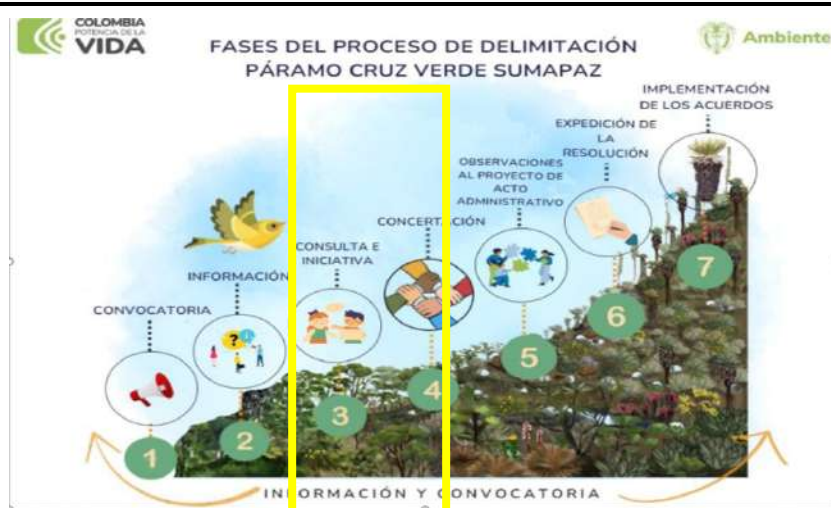 COLOMBIA
POTENCIA DE LA
VIDA
Ambiente
FASES DEL PROCESO DE DELIMITACIÓN
PÁRAMO CRUZ VERDE SUMAPAZ
CONVOCATORIA
1
INFORMACIÓN
2
CONSULTA E
INICIATIVA
3
CONCERTACIÓN
4
OBSERVACIONES
AL PROYECTO DE
ACTO
ADMINISTRATIVO
5
EXPEDICIÓN DE
LA
RESOLUCIÓN
6
IMPLEMENTACIÓN
DE LOS ACUERDOS
7
INFORMACIÓN Y CONVOCATORIA